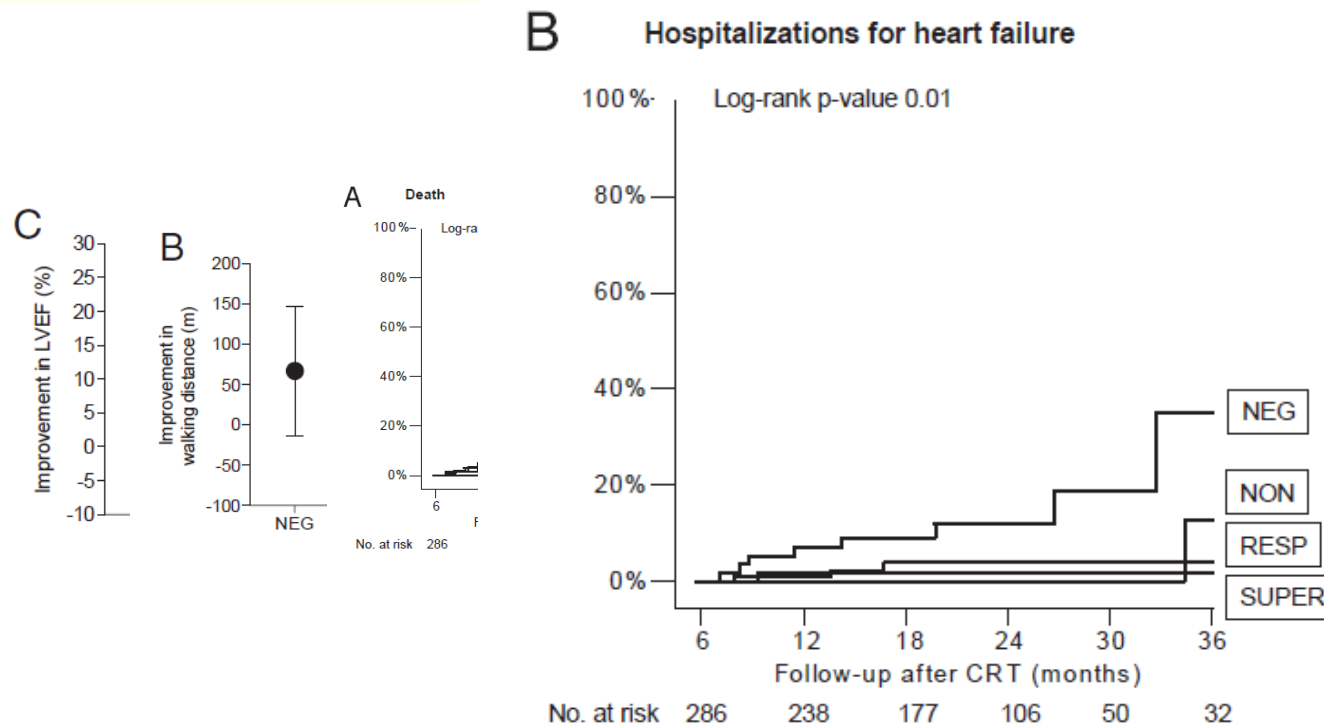 C
Improvement in LVEF (%)
30
25
20
15
10
5
0
-5
-10
B
Improvement in
walking distance (m)
200
150
100
50
0
-50
-100
NEG
A
Death
Log-ra
100%
80%
60%
40%
20%
0%
6
F
No. at risk 286
B
Hospitalizations for heart failure
Log-rank p-value 0.01
100%
80%
60%
40%
20%
0%
NEG
NON
RESP
SUPER
6 12 18 24 30 36
Follow-up after CRT (months)
No. at risk 286 238 177 106 50 32